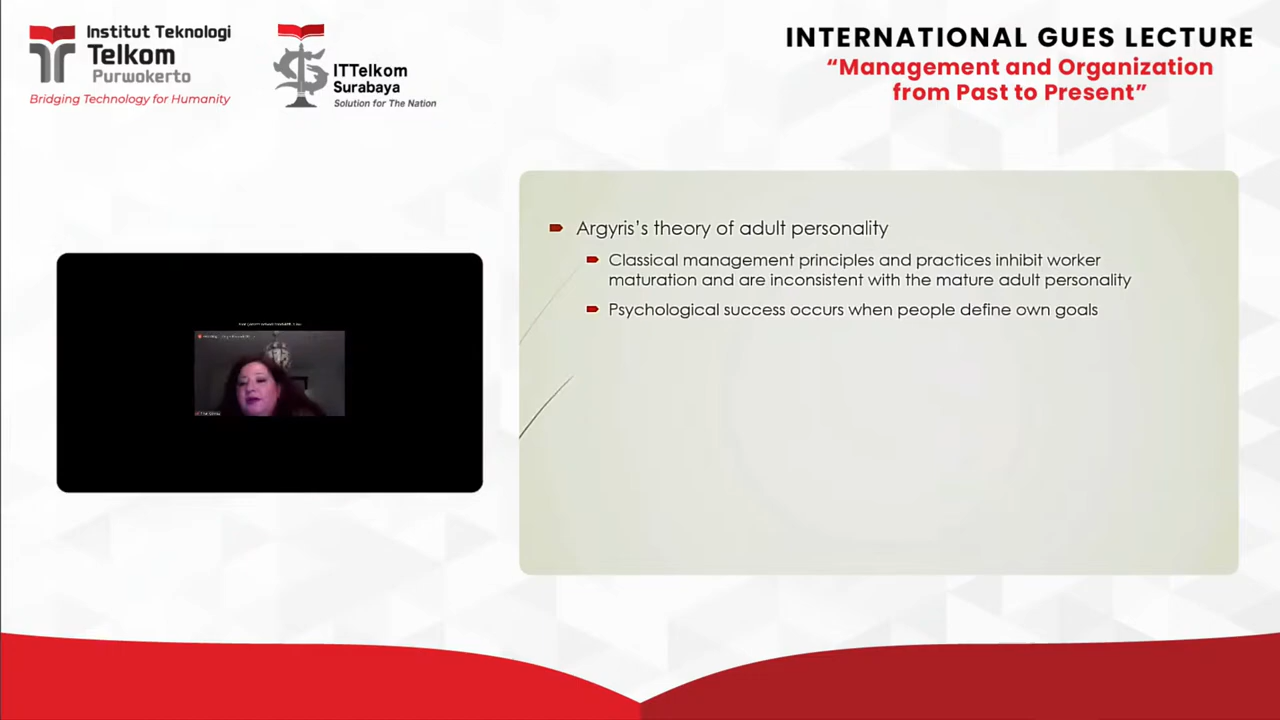 Institut Teknologi
Telkom
Purwokerto
Bridging Technology for Humanity
ITTelkom
Surabaya
Solution for The Nation
INTERNATIONAL GUES LECTURE
“Management and Organization
from Past to Present”
Argyris’s theory of adult personality
Classical management principles and practices inhibit worker
maturation and are inconsistent with the mature adult personality
Psychological success occurs when people define own goals